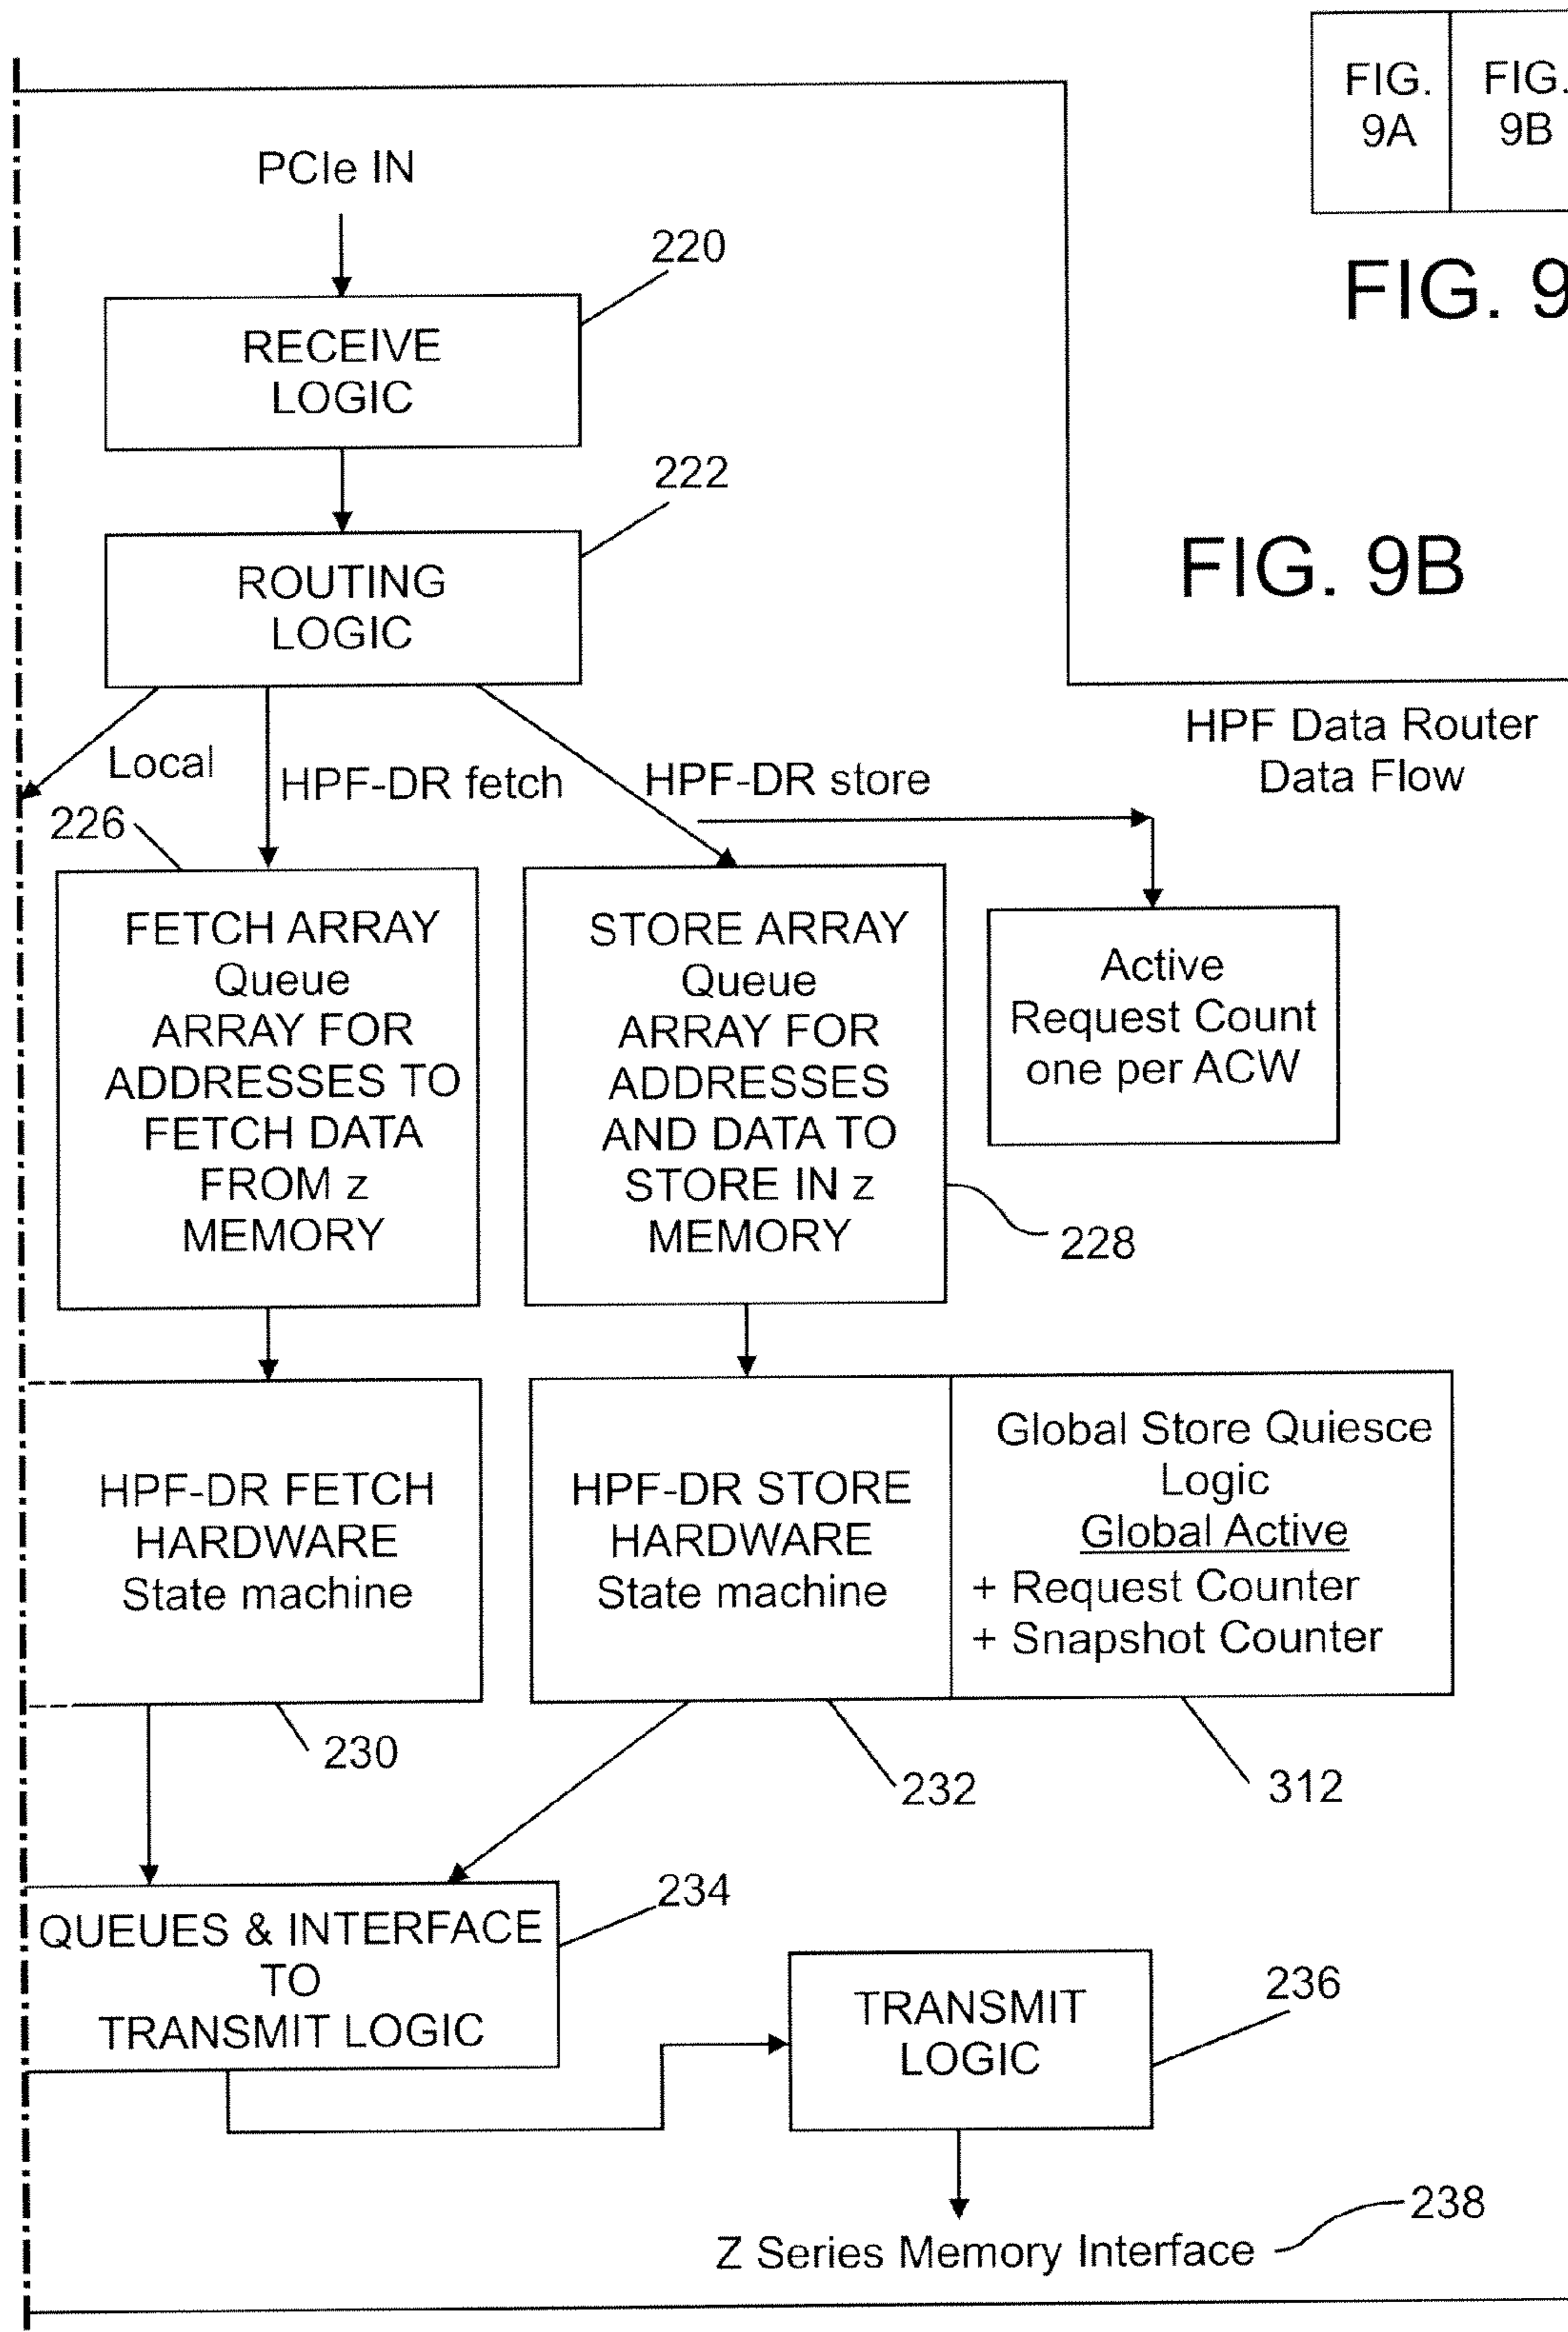 FIG.
9A
FIG.
9B
FIG. 9
PCIe IN
220
RECEIVE
LOGIC
222
ROUTING
LOGIC
FIG. 9B
HPF Data Router
Data Flow
Local
HPF-DR fetch
HPF-DR store
226
FETCH ARRAY
Queue
ARRAY FOR
ADDRESSES TO
FETCH DATA
FROM z
MEMORY
STORE ARRAY
Queue
ARRAY FOR
ADDRESSES
AND DATA TO
STORE IN z
MEMORY
228
Active
Request Count
one per ACW
HPF-DR FETCH
HARDWARE
State machine
230
HPF-DR STORE
HARDWARE
State machine
232
Global Store Quiesce
Logic
Global Active
+ Request Counter
+ Snapshot Counter
312
QUEUES & INTERFACE
TO
TRANSMIT LOGIC
234
TRANSMIT
LOGIC
236
Z Series Memory Interface
238